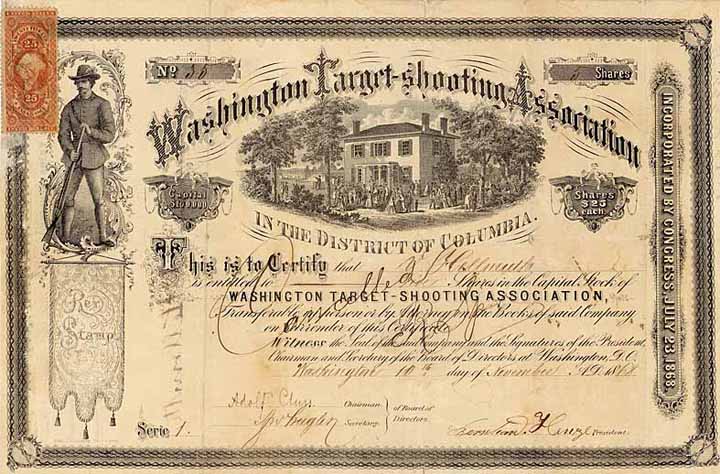 25 25
Nº 36
5 Shares
Washington Target-shooting Association
Capital
Shares
$25
each
IN THE DISTRICT OF COLUMBIA.
INCORPORATED BY CONGRESS, JULY 23, 1868.
This is to Certify that
is entitled to Shares in the Capital Stock of
WASHINGTON TARGET-SHOOTING ASSOCIATION,
Transferable in person or by Attorney on the Books of said Company
on Surrender of this Certificate.
Witness the Seal of the said Company and the Signatures of the President,
Chairman and Secretary of the Board of Directors at Washington, D.C.
Washington 10th day of November A.D. 1868
Rev.
Stamp
Adolf Cluss Chairman
Secretary.
of Board of
Directors.
President.
Serie 1.